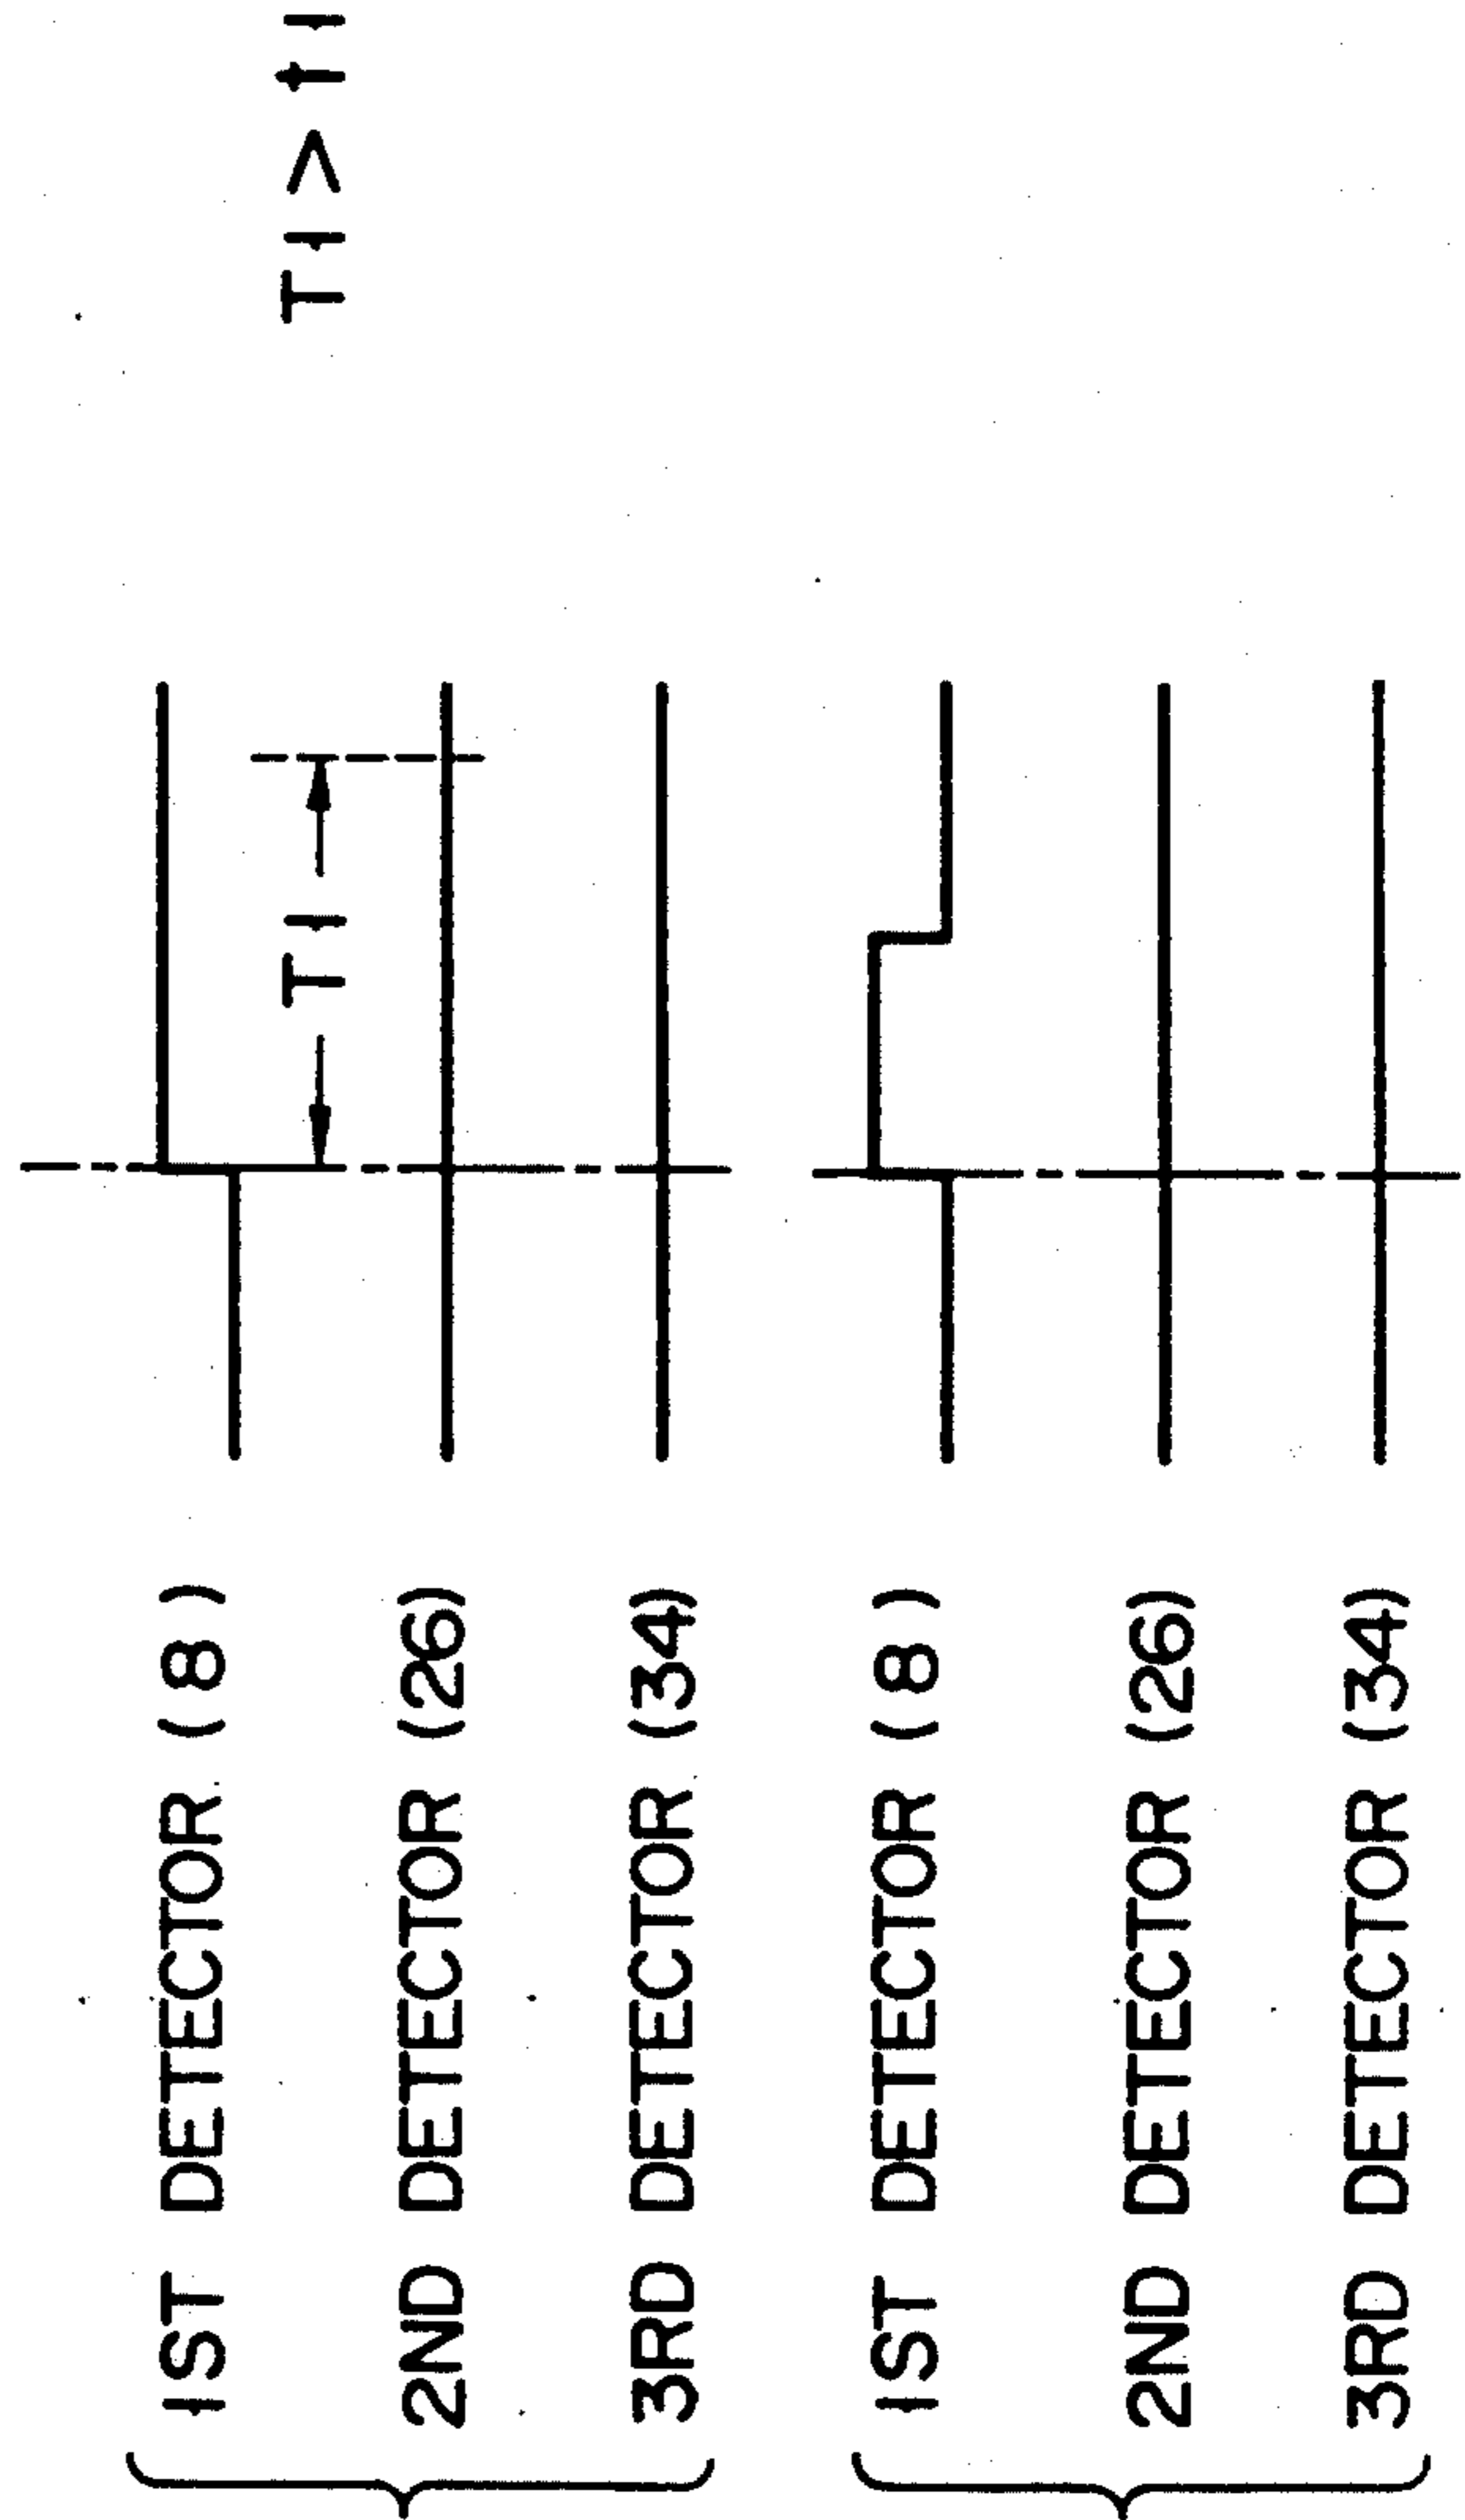 1ST DETECTOR (8)
T1
T1>t1
2ND DETECTOR (26)
3RD DETECTOR (34)
1ST DETECTOR (8)
2ND DETECTOR (26)
3RD DETECTOR (34)